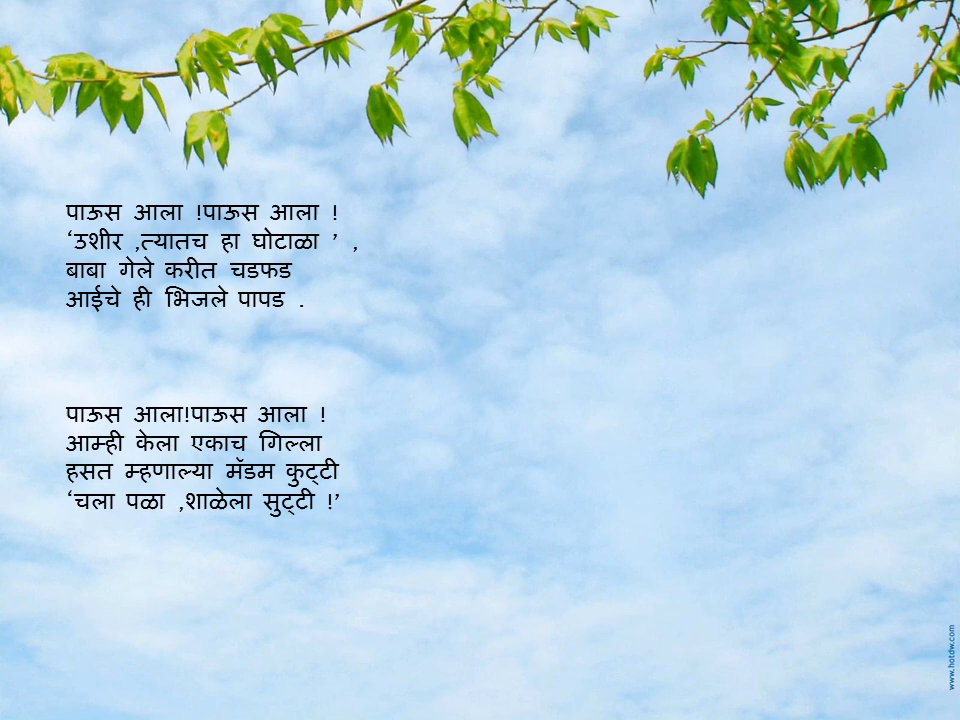 पाऊस आला !पाऊस आला !
‘उशीर ,त्यातच हा घोटाळा ’ ,
बाबा गेले करीत चडफड
आईचे ही भिजले पापड .
पाऊस आला!पाऊस आला !
आम्ही केला एकाच गिल्ला
हसत म्हणाल्या मॅडम कुट्टी
‘चला पळा ,शाळेला सुट्टी !’
www.hotdw.com